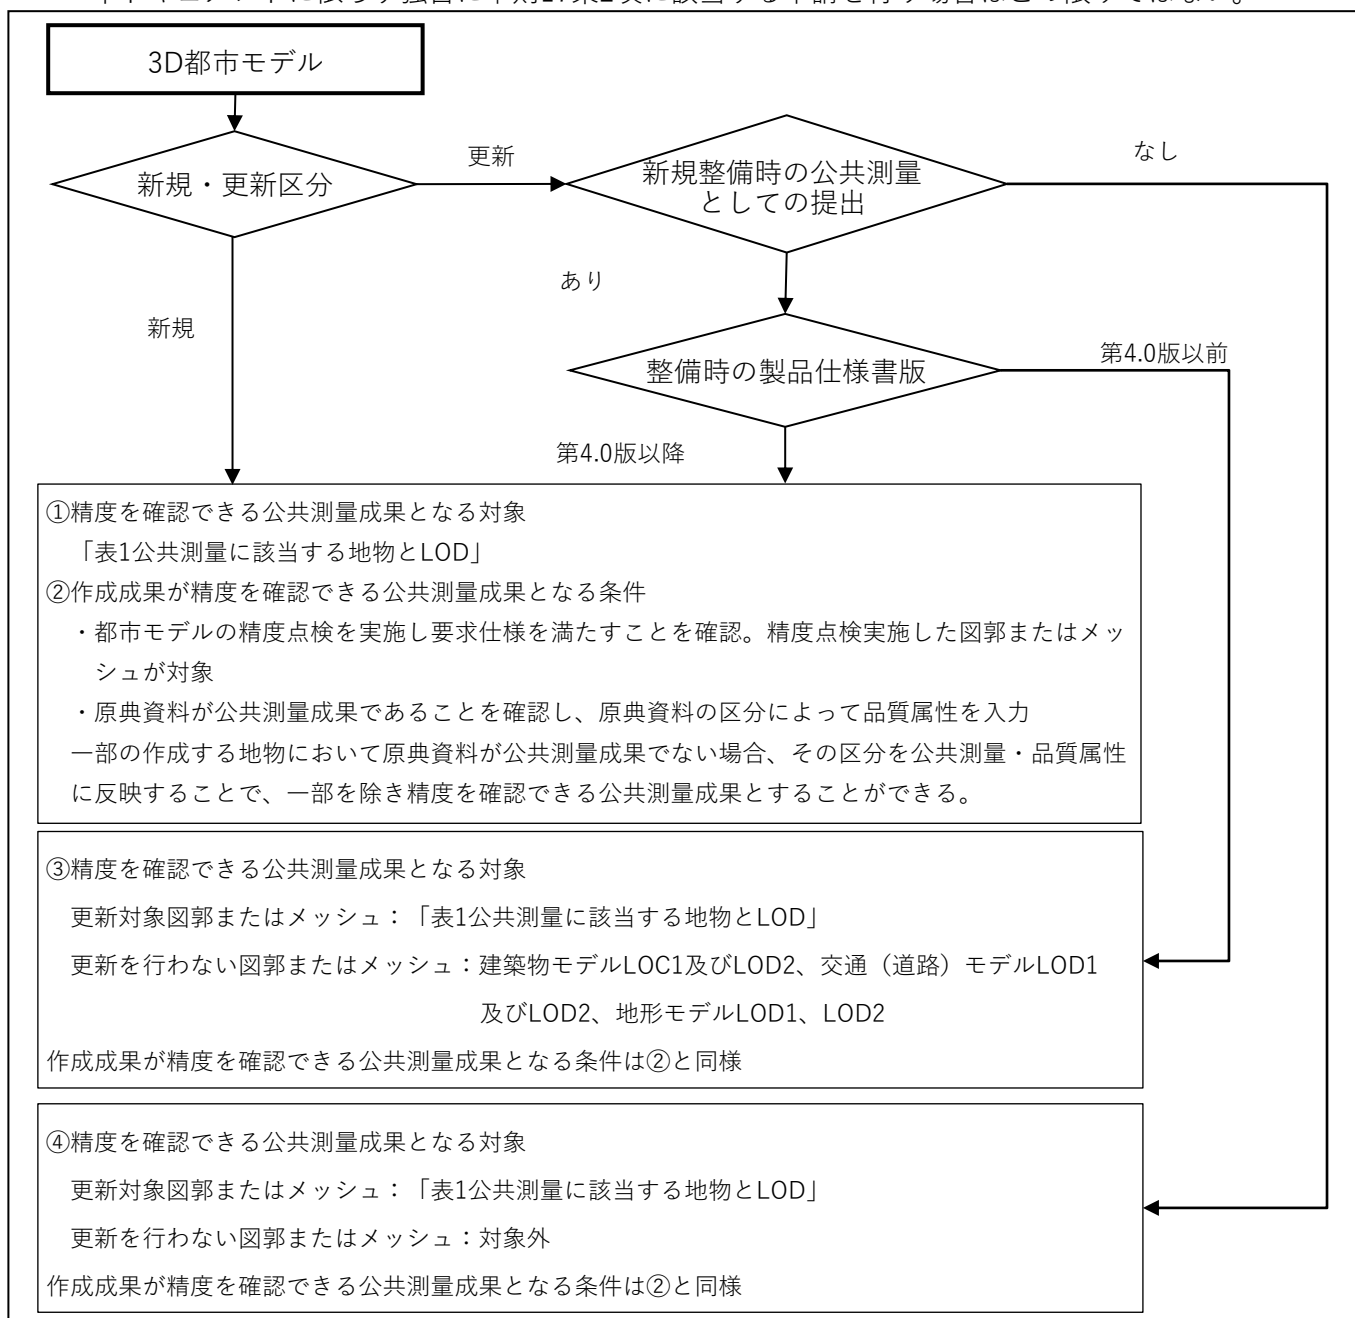 3D都市モデル
新規・更新区分
更新
新規整備時の公共測量
としての提出
なし
あり
新規
整備時の製品仕様書版
第4.0版以前
第4.0版以降
①精度を確認できる公共測量成果となる対象
「表1公共測量に該当する地物とLOD」
②作成成果が精度を確認できる公共測量成果となる条件
・都市モデルの精度点検を実施し要求仕様を満たすことを確認。精度点検実施した図郭またはメッ
シュが対象
・原典資料が公共測量成果であることを確認し、原典資料の区分によって品質属性を入力
一部の作成する地物において原典資料が公共測量成果でない場合、その区分を公共測量・品質属性
に反映することで、一部を除き精度を確認できる公共測量成果とすることができる。
③精度を確認できる公共測量成果となる対象
更新対象図郭またはメッシュ：「表1公共測量に該当する地物とLOD」
更新を行わない図郭またはメッシュ：建築物モデルLOC1及びLOD2、交通（道路）モデルLOD1
及びLOD2、地形モデルLOD1、LOD2
作成成果が精度を確認できる公共測量成果となる条件は②と同様
④精度を確認できる公共測量成果となる対象
更新対象図郭またはメッシュ：「表1公共測量に該当する地物とLOD」
更新を行わない図郭またはメッシュ：対象外
作成成果が精度を確認できる公共測量成果となる条件は②と同様